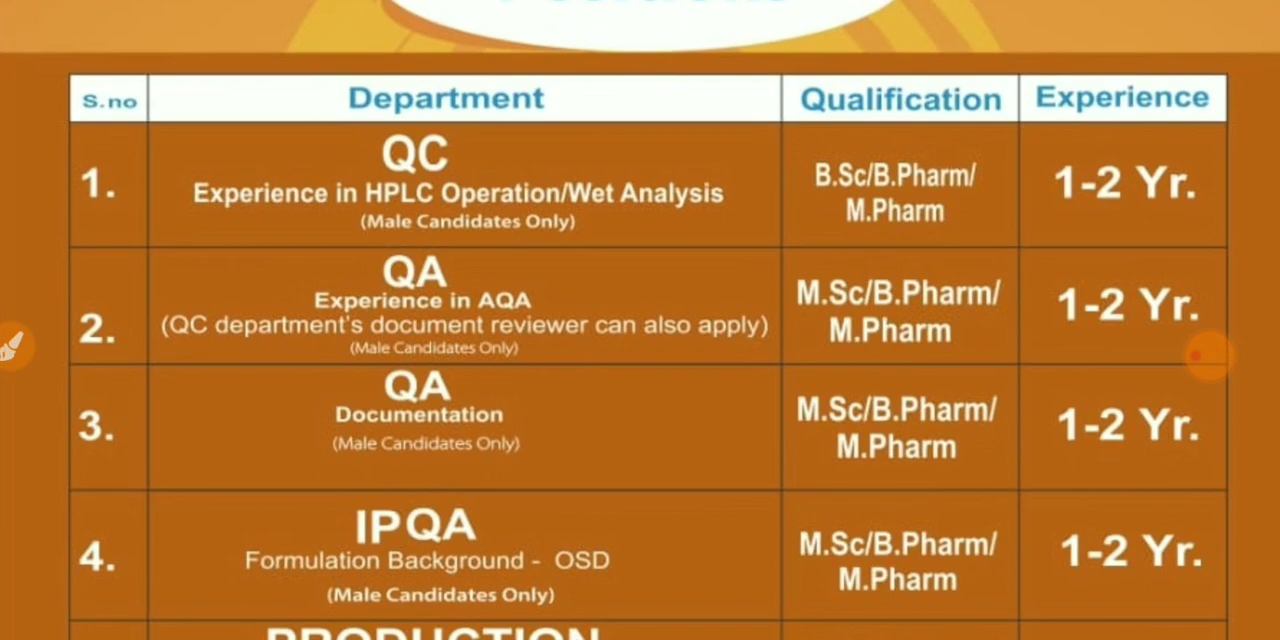 S.no Department Qualification Experience
1. QC B.Sc/B.Pharm/ 1-2 Yr.
Experience in HPLC Operation/Wet Analysis M.Pharm
(Male Candidates Only)
2. QA M.Sc/B.Pharm/ 1-2 Yr.
Experience in AQA M.Pharm
(QC department's document reviewer can also apply)
(Male Candidates Only)
3. QA M.Sc/B.Pharm/ 1-2 Yr.
Documentation M.Pharm
(Male Candidates Only)
4. IPQA M.Sc/B.Pharm/ 1-2 Yr.
Formulation Background - OSD M.Pharm
(Male Candidates Only)
PRODUCTION